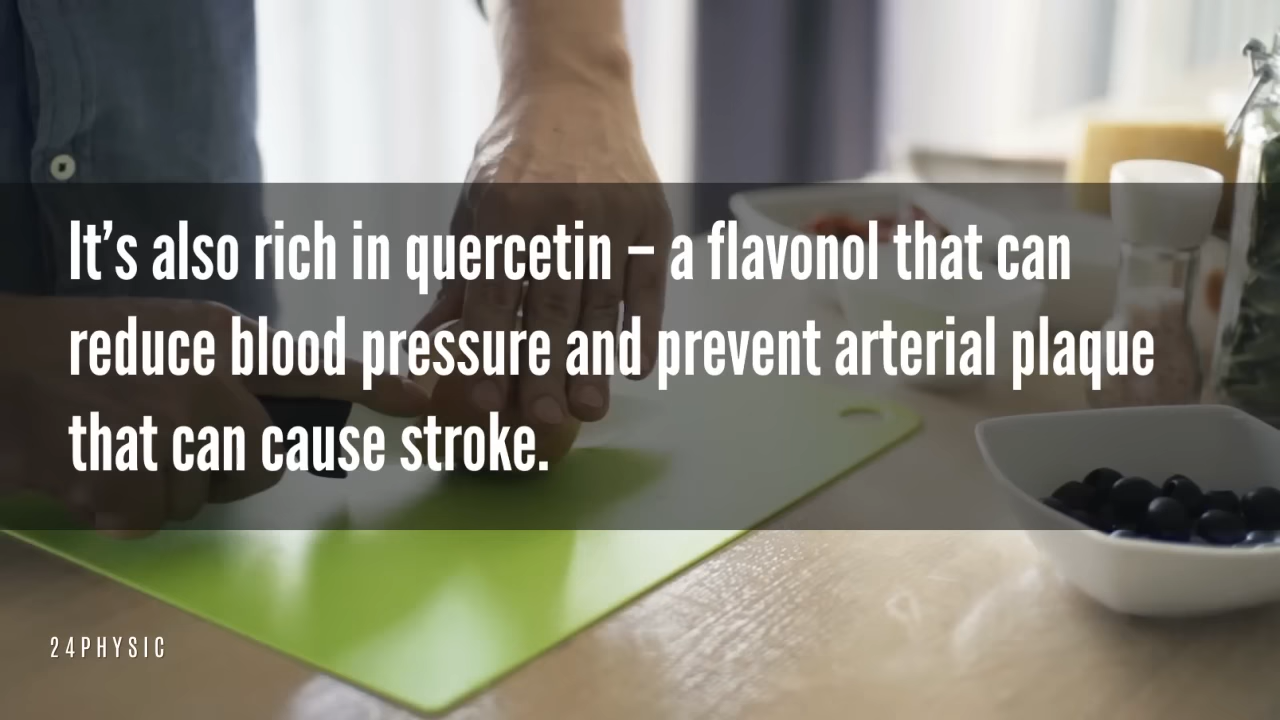 It’s also rich in quercetin – a flavonol that can
reduce blood pressure and prevent arterial plaque
that can cause stroke.
24PHYSIC